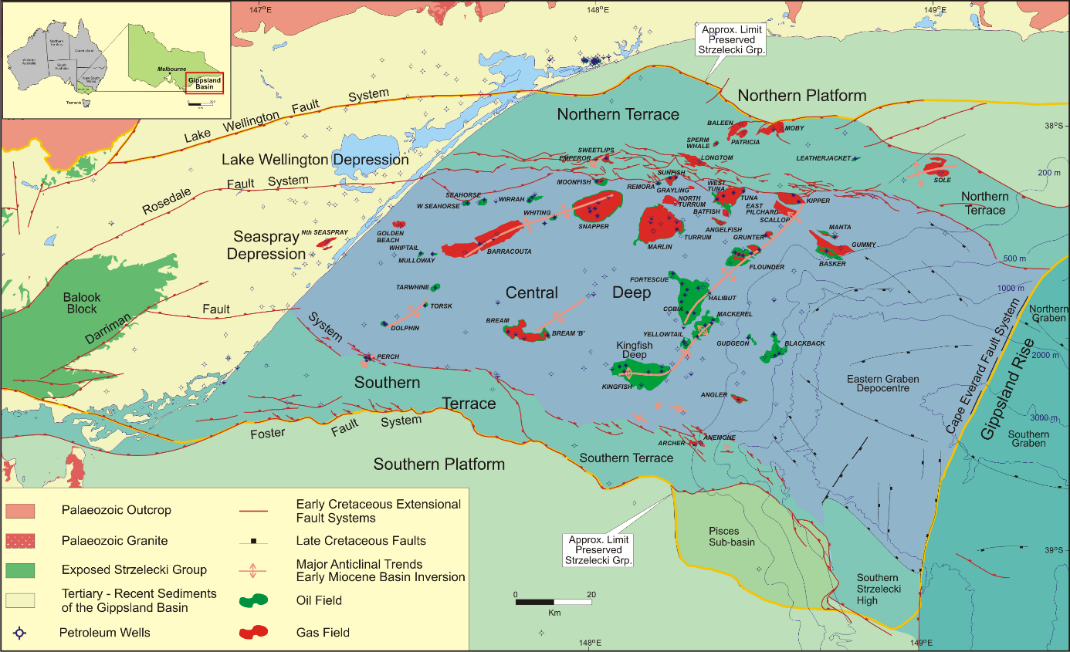 147°E
148°E
149°E
Melbourne
Gippsland
Basin
Tasmania
Approx. Limit
Preserved
Strzelecki Grp.
Northern Platform
Northern Terrace
Lake Wellington Fault System
Lake Wellington Depression
Rosedale Fault System
Seaspray
Depression
Balook
Block
Darriman Fault System
38°S
200 m
500 m
1000 m
2000 m
3000 m
39°S
BALEEN
MOBY
PATRICIA
SPERM
WHALE
LONGTOM
LEATHERJACKET
SOLE
SWEETLIPS
EMPEROR
MOONFISH
SUNFISH
REMORA
GRAYLING
WEST
TUNA
TUNA
NORTH
TURRUM
BATFISH
EAST
PILCHARD
SCALLOP
KIPPER
SEAHORSE
W SEAHORSE
WIRRAH
WHITING
SNAPPER
MARLIN
TURRUM
ANGELFISH
GRUNTER
MANTA
GUMMY
BASKER
FLOUNDER
Nth SEASPRAY
GOLDEN
BEACH
WHIPTAIL
MULLOWAY
BARRACOUTA
TARWHINE
TORSK
DOLPHIN
PERCH
Central Deep
FORTESCUE
HALIBUT
COBIA
MACKEREL
YELLOWTAIL
GUDGEON
BLACKBACK
BREAM
BREAM 'B'
Kingfish
Deep
KINGFISH
ANGLER
ARCHER
ANEMONE
Northern
Terrace
Eastern Graben
Depocentre
Cape Everard Fault System
Gippsland Rise
Northern
Graben
Southern
Graben
Southern
Terrace
Foster Fault System
Southern Platform
Southern Terrace
Approx. Limit
Preserved
Strzelecki Grp.
Pisces
Sub-basin
Southern
Strzelecki
High
0 20
Km
148°E
149°E
Palaeozoic Outcrop
Palaeozoic Granite
Exposed Strzelecki Group
Tertiary - Recent Sediments
of the Gippsland Basin
Petroleum Wells
Early Cretaceous Extensional
Fault Systems
Late Cretaceous Faults
Major Anticlinal Trends
Early Miocene Basin Inversion
Oil Field
Gas Field